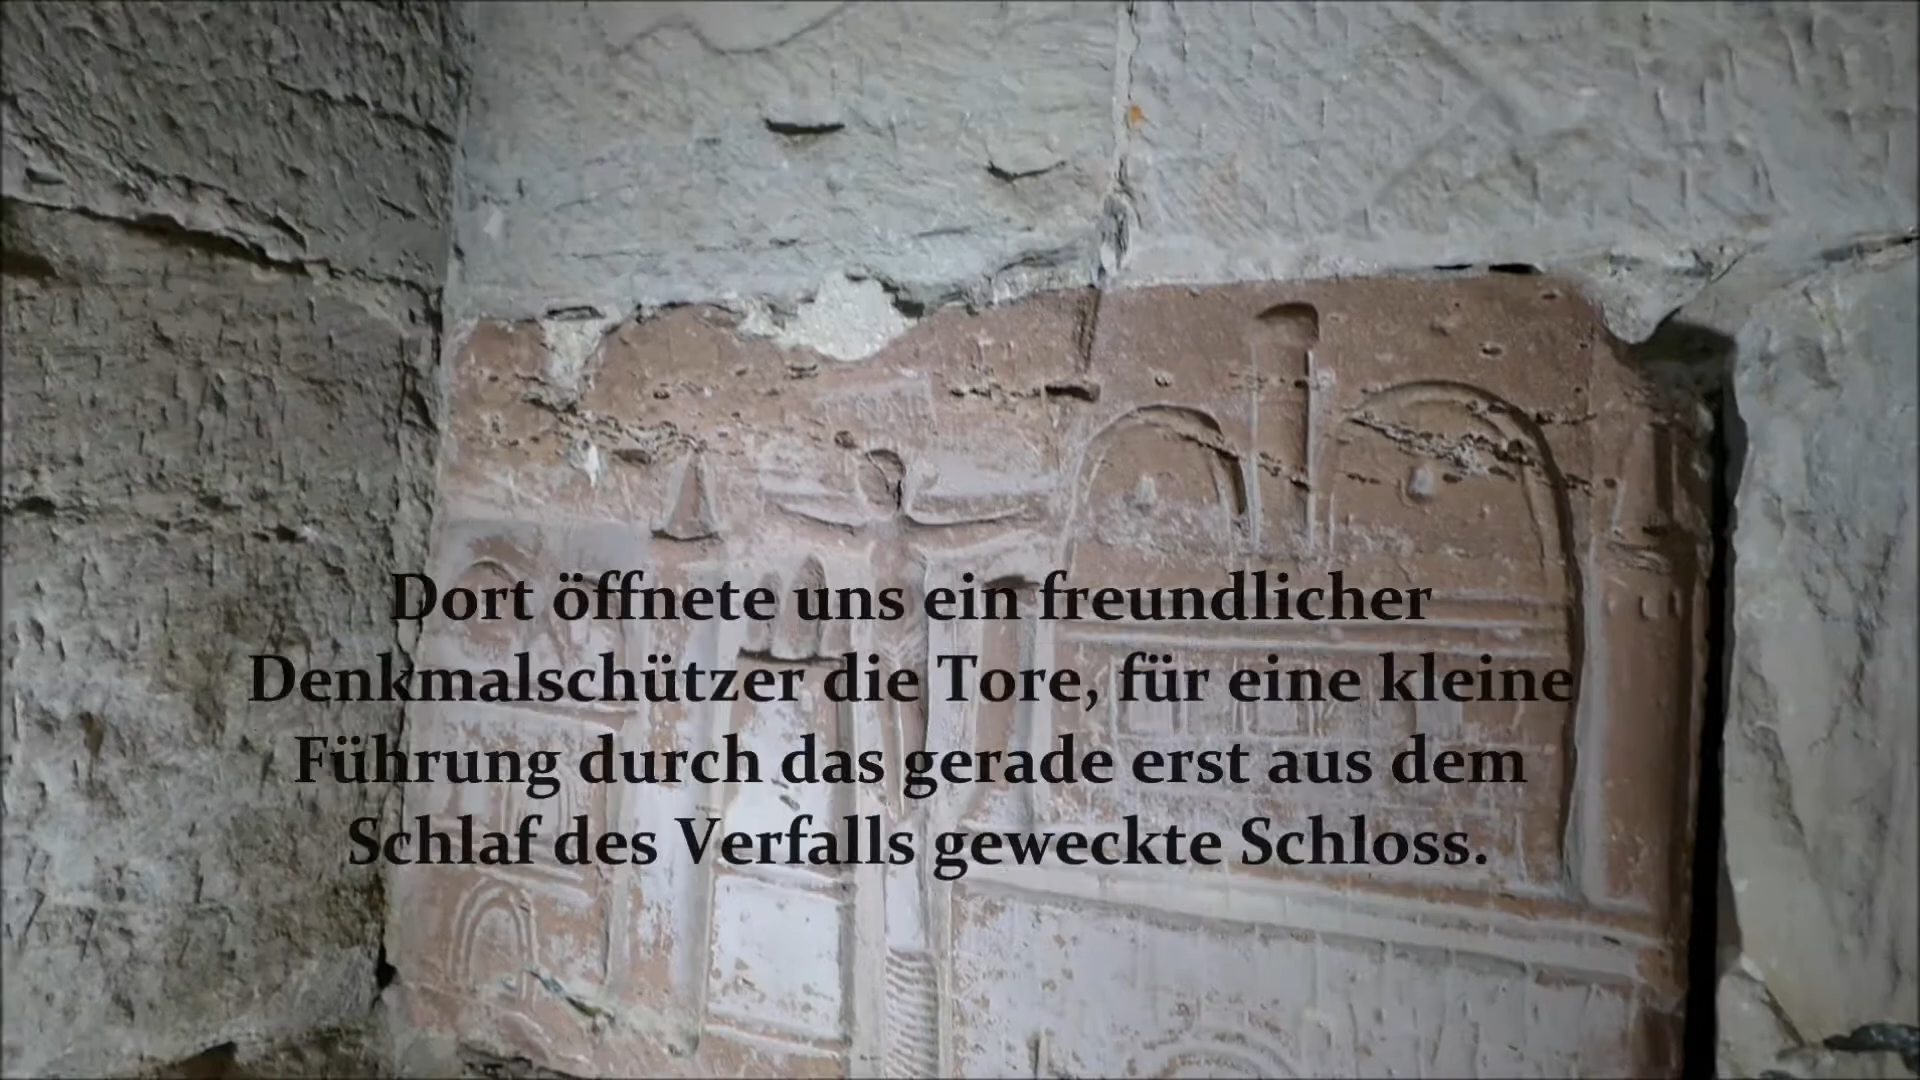 Dort öffnete uns ein freundlicher
Denkmalschützer die Tore, für eine kleine
Führung durch das gerade erst aus dem
Schlaf des Verfalls geweckte Schloss.